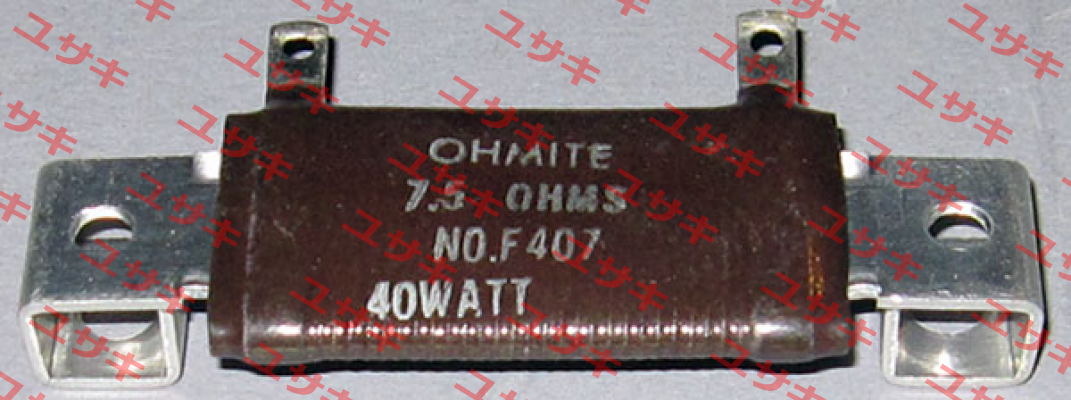 OHMITE
7.5 OHMS
NO.F407
40WATT
ユサキ